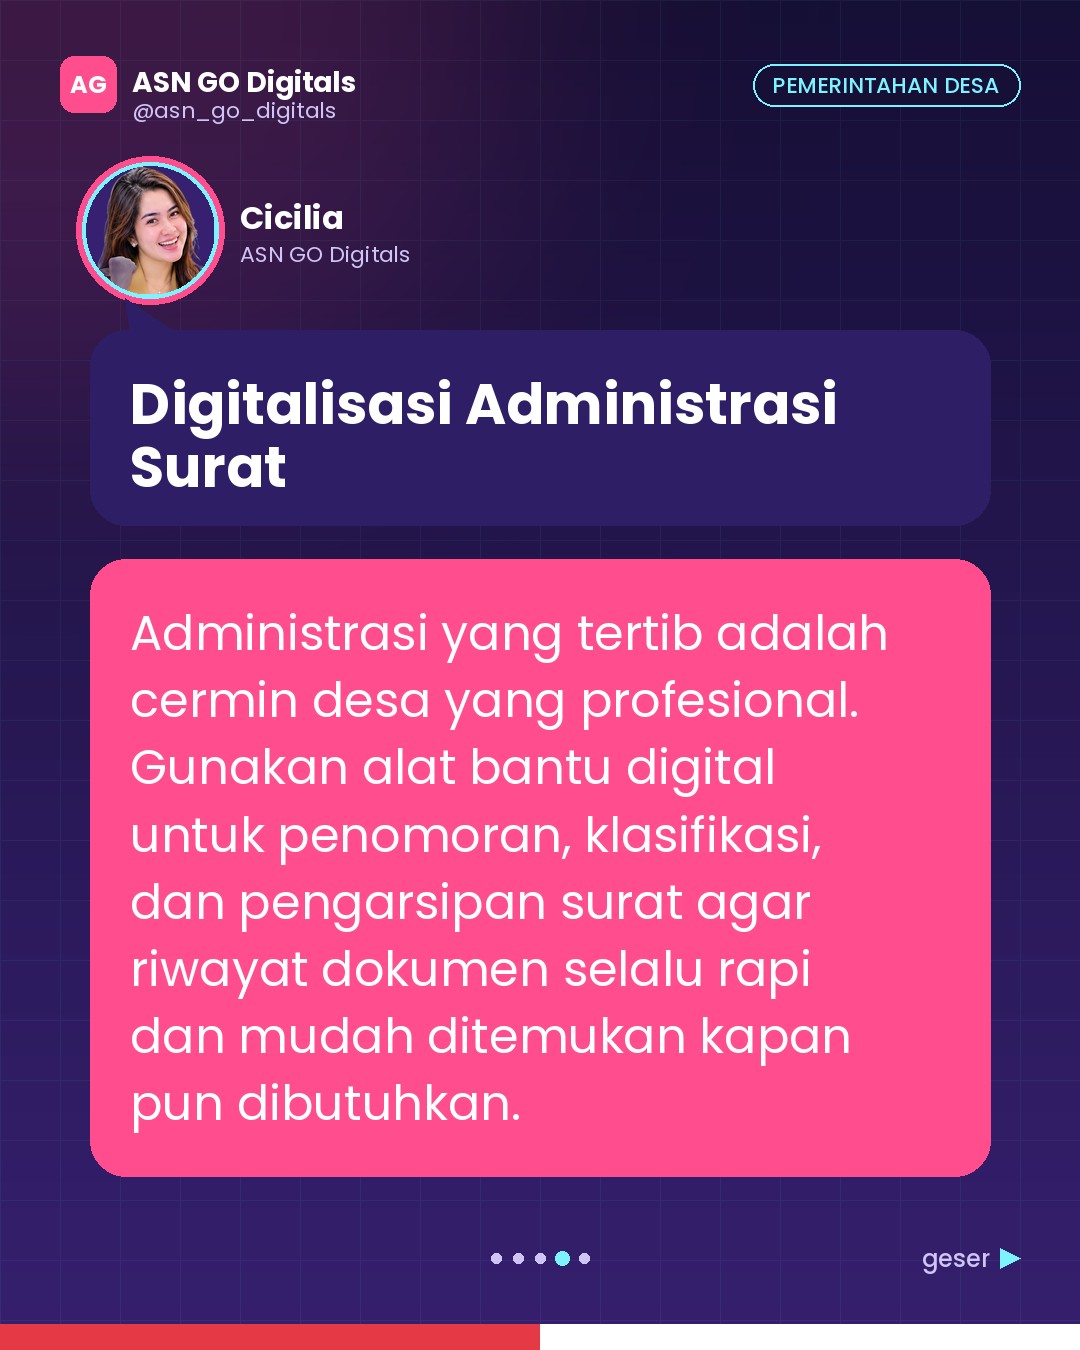 AG
ASN GO Digitals
@asn_go_digitals
PEMERINTAHAN DESA
Cicilia
ASN GO Digitals
Digitalisasi Administrasi
Surat
Administrasi yang tertib adalah
cermin desa yang profesional.
Gunakan alat bantu digital
untuk penomoran, klasifikasi,
dan pengarsipan surat agar
riwayat dokumen selalu rapi
dan mudah ditemukan kapan
pun dibutuhkan.
geser